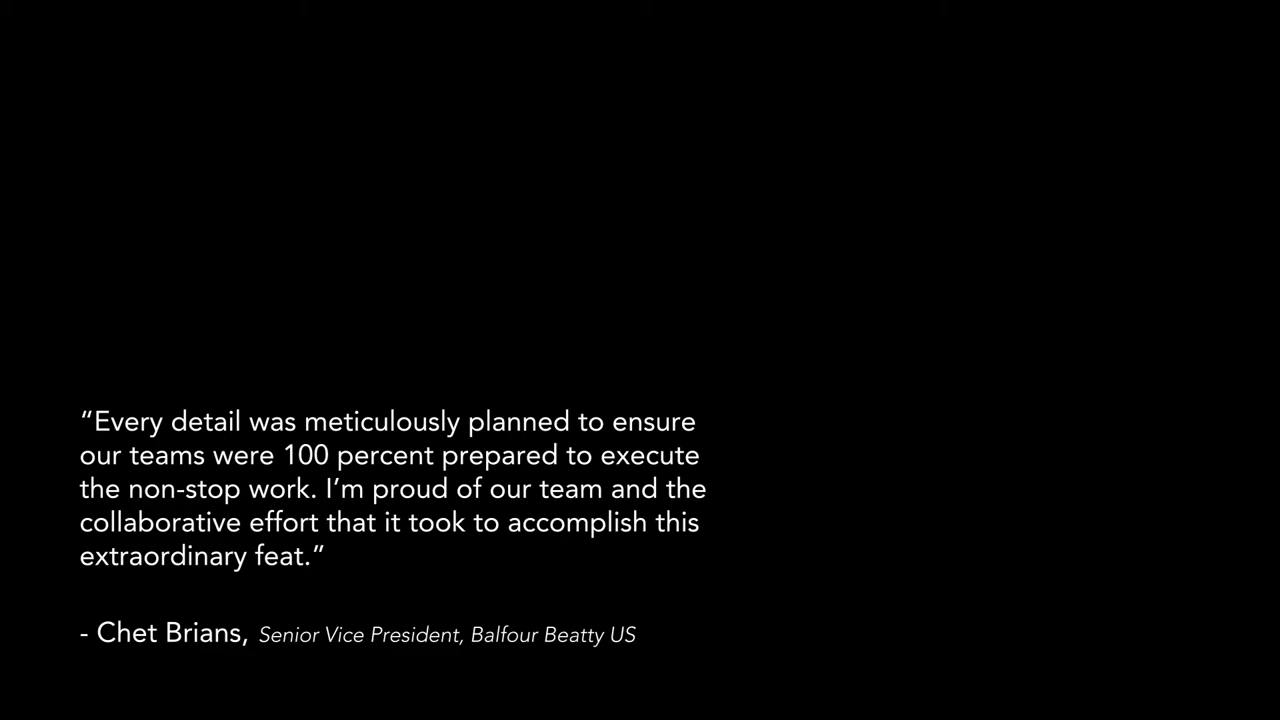 “Every detail was meticulously planned to ensure
our teams were 100 percent prepared to execute
the non-stop work. I’m proud of our team and the
collaborative effort that it took to accomplish this
extraordinary feat.”
- Chet Brians, Senior Vice President, Balfour Beatty US